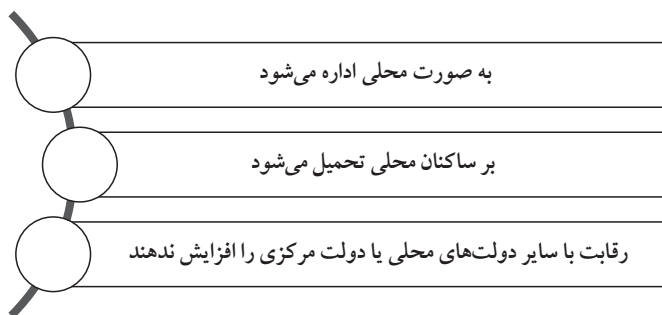 به صورت محلی اداره می‌شود
بر ساکنان محلی تحمیل می‌شود
رقابت با سایر دولت‌های محلی یا دولت مرکزی را افزایش ندهند